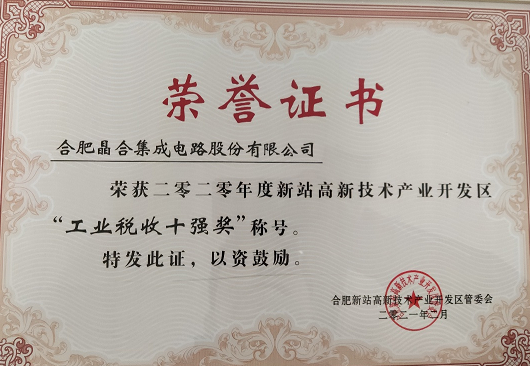 荣誉证书
合肥晶合集成电路股份有限公司
荣获二零二零年度新站高新技术产业开发区
“工业税收十强奖”称号。
特发此证，以资鼓励。
合肥新站高新技术产业开发区管委会
二零二一年二月